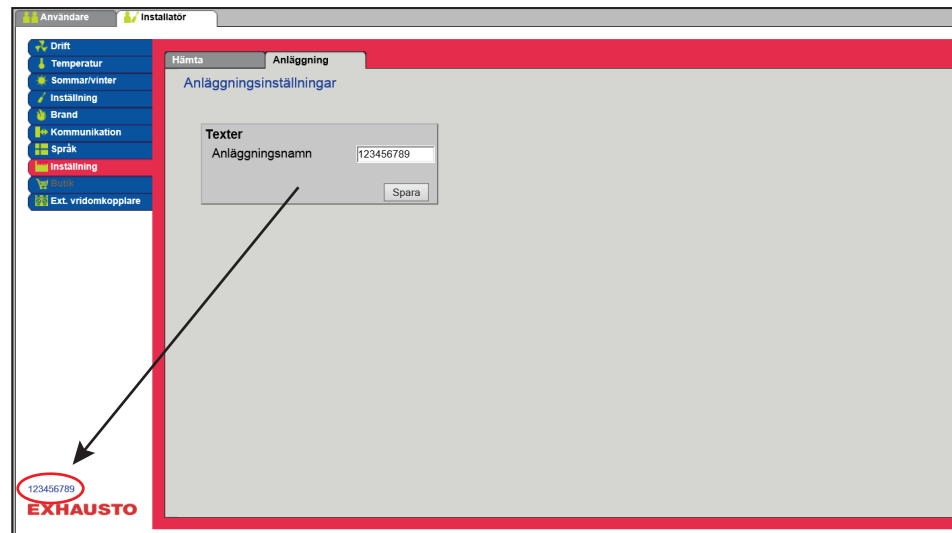 Användare
Installatör
Drift
Temperatur
Sommar/vinter
Inställning
Brand
Kommunikation
Språk
Inställning
Butik
Ext. vridomkopplare
Hämta
Anläggning
Anläggningsinställningar
Texter
Anläggningsnamn 123456789
Spara
123456789
EXHAUSTO